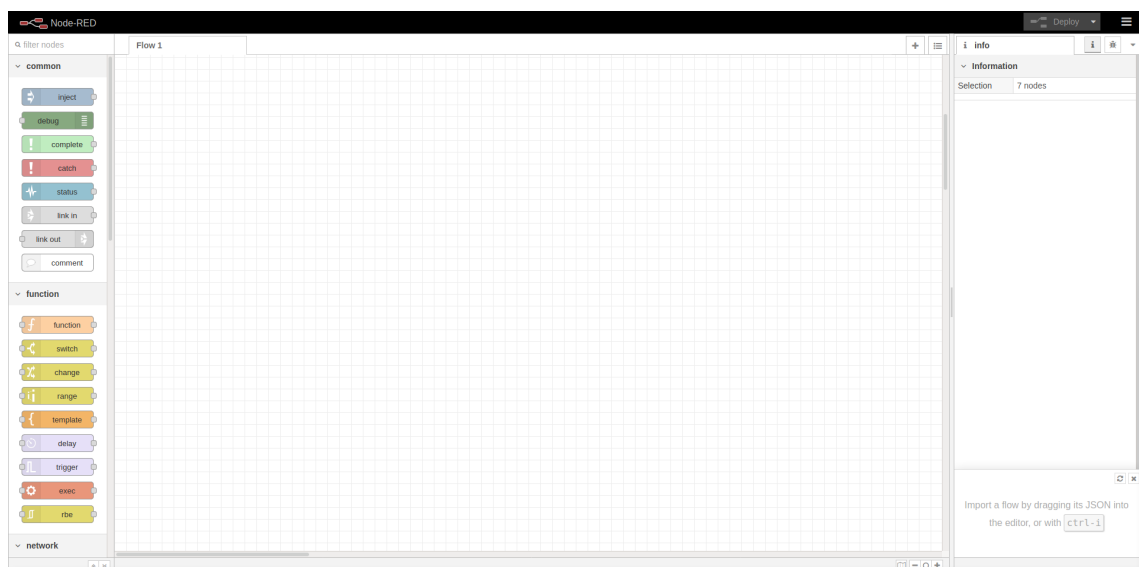 Node-RED
Deploy
filter nodes
Flow 1
i info
common
Information
Selection 7 nodes
inject
debug
complete
catch
status
link in
link out
comment
function
function
switch
change
range
template
delay
trigger
exec
rbe
network
Import a flow by dragging its JSON into
the editor, or with ctrl-i